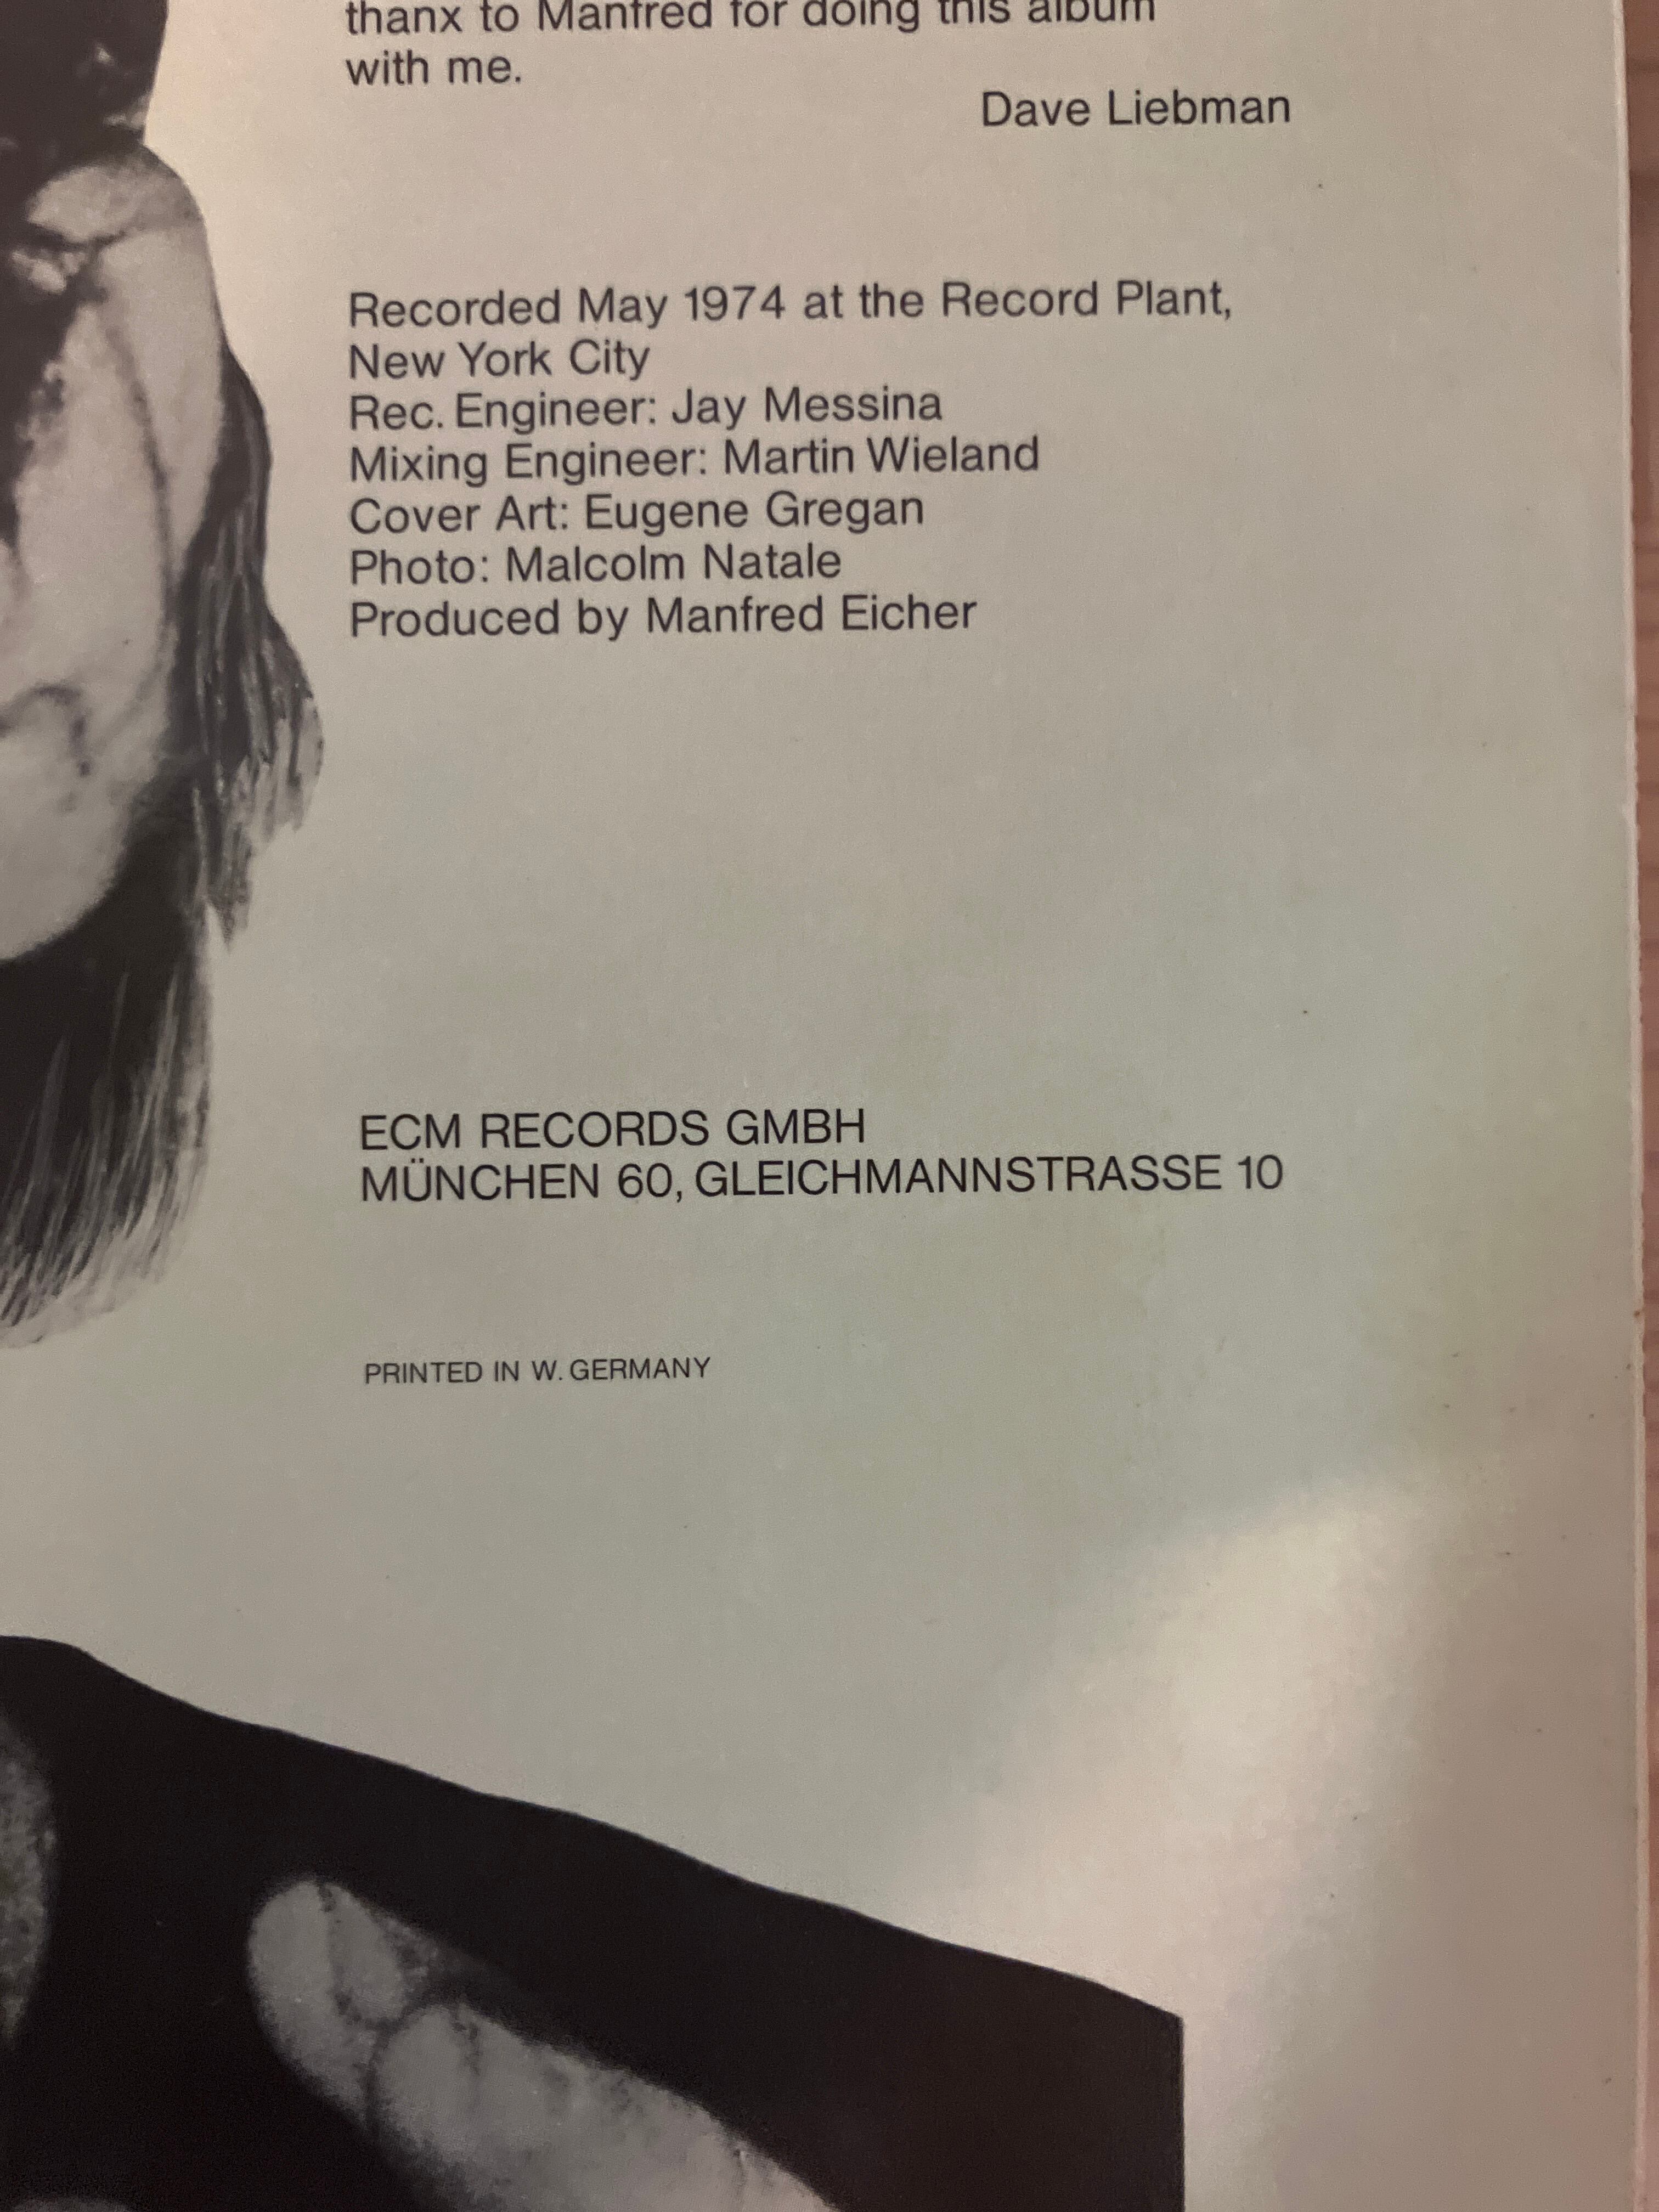 thanx to Manfred for doing this album
with me.
Dave Liebman
Recorded May 1974 at the Record Plant,
New York City
Rec. Engineer: Jay Messina
Mixing Engineer: Martin Wieland
Cover Art: Eugene Gregan
Photo: Malcolm Natale
Produced by Manfred Eicher
ECM RECORDS GMBH
MÜNCHEN 60, GLEICHMANNSTRASSE 10
PRINTED IN W. GERMANY